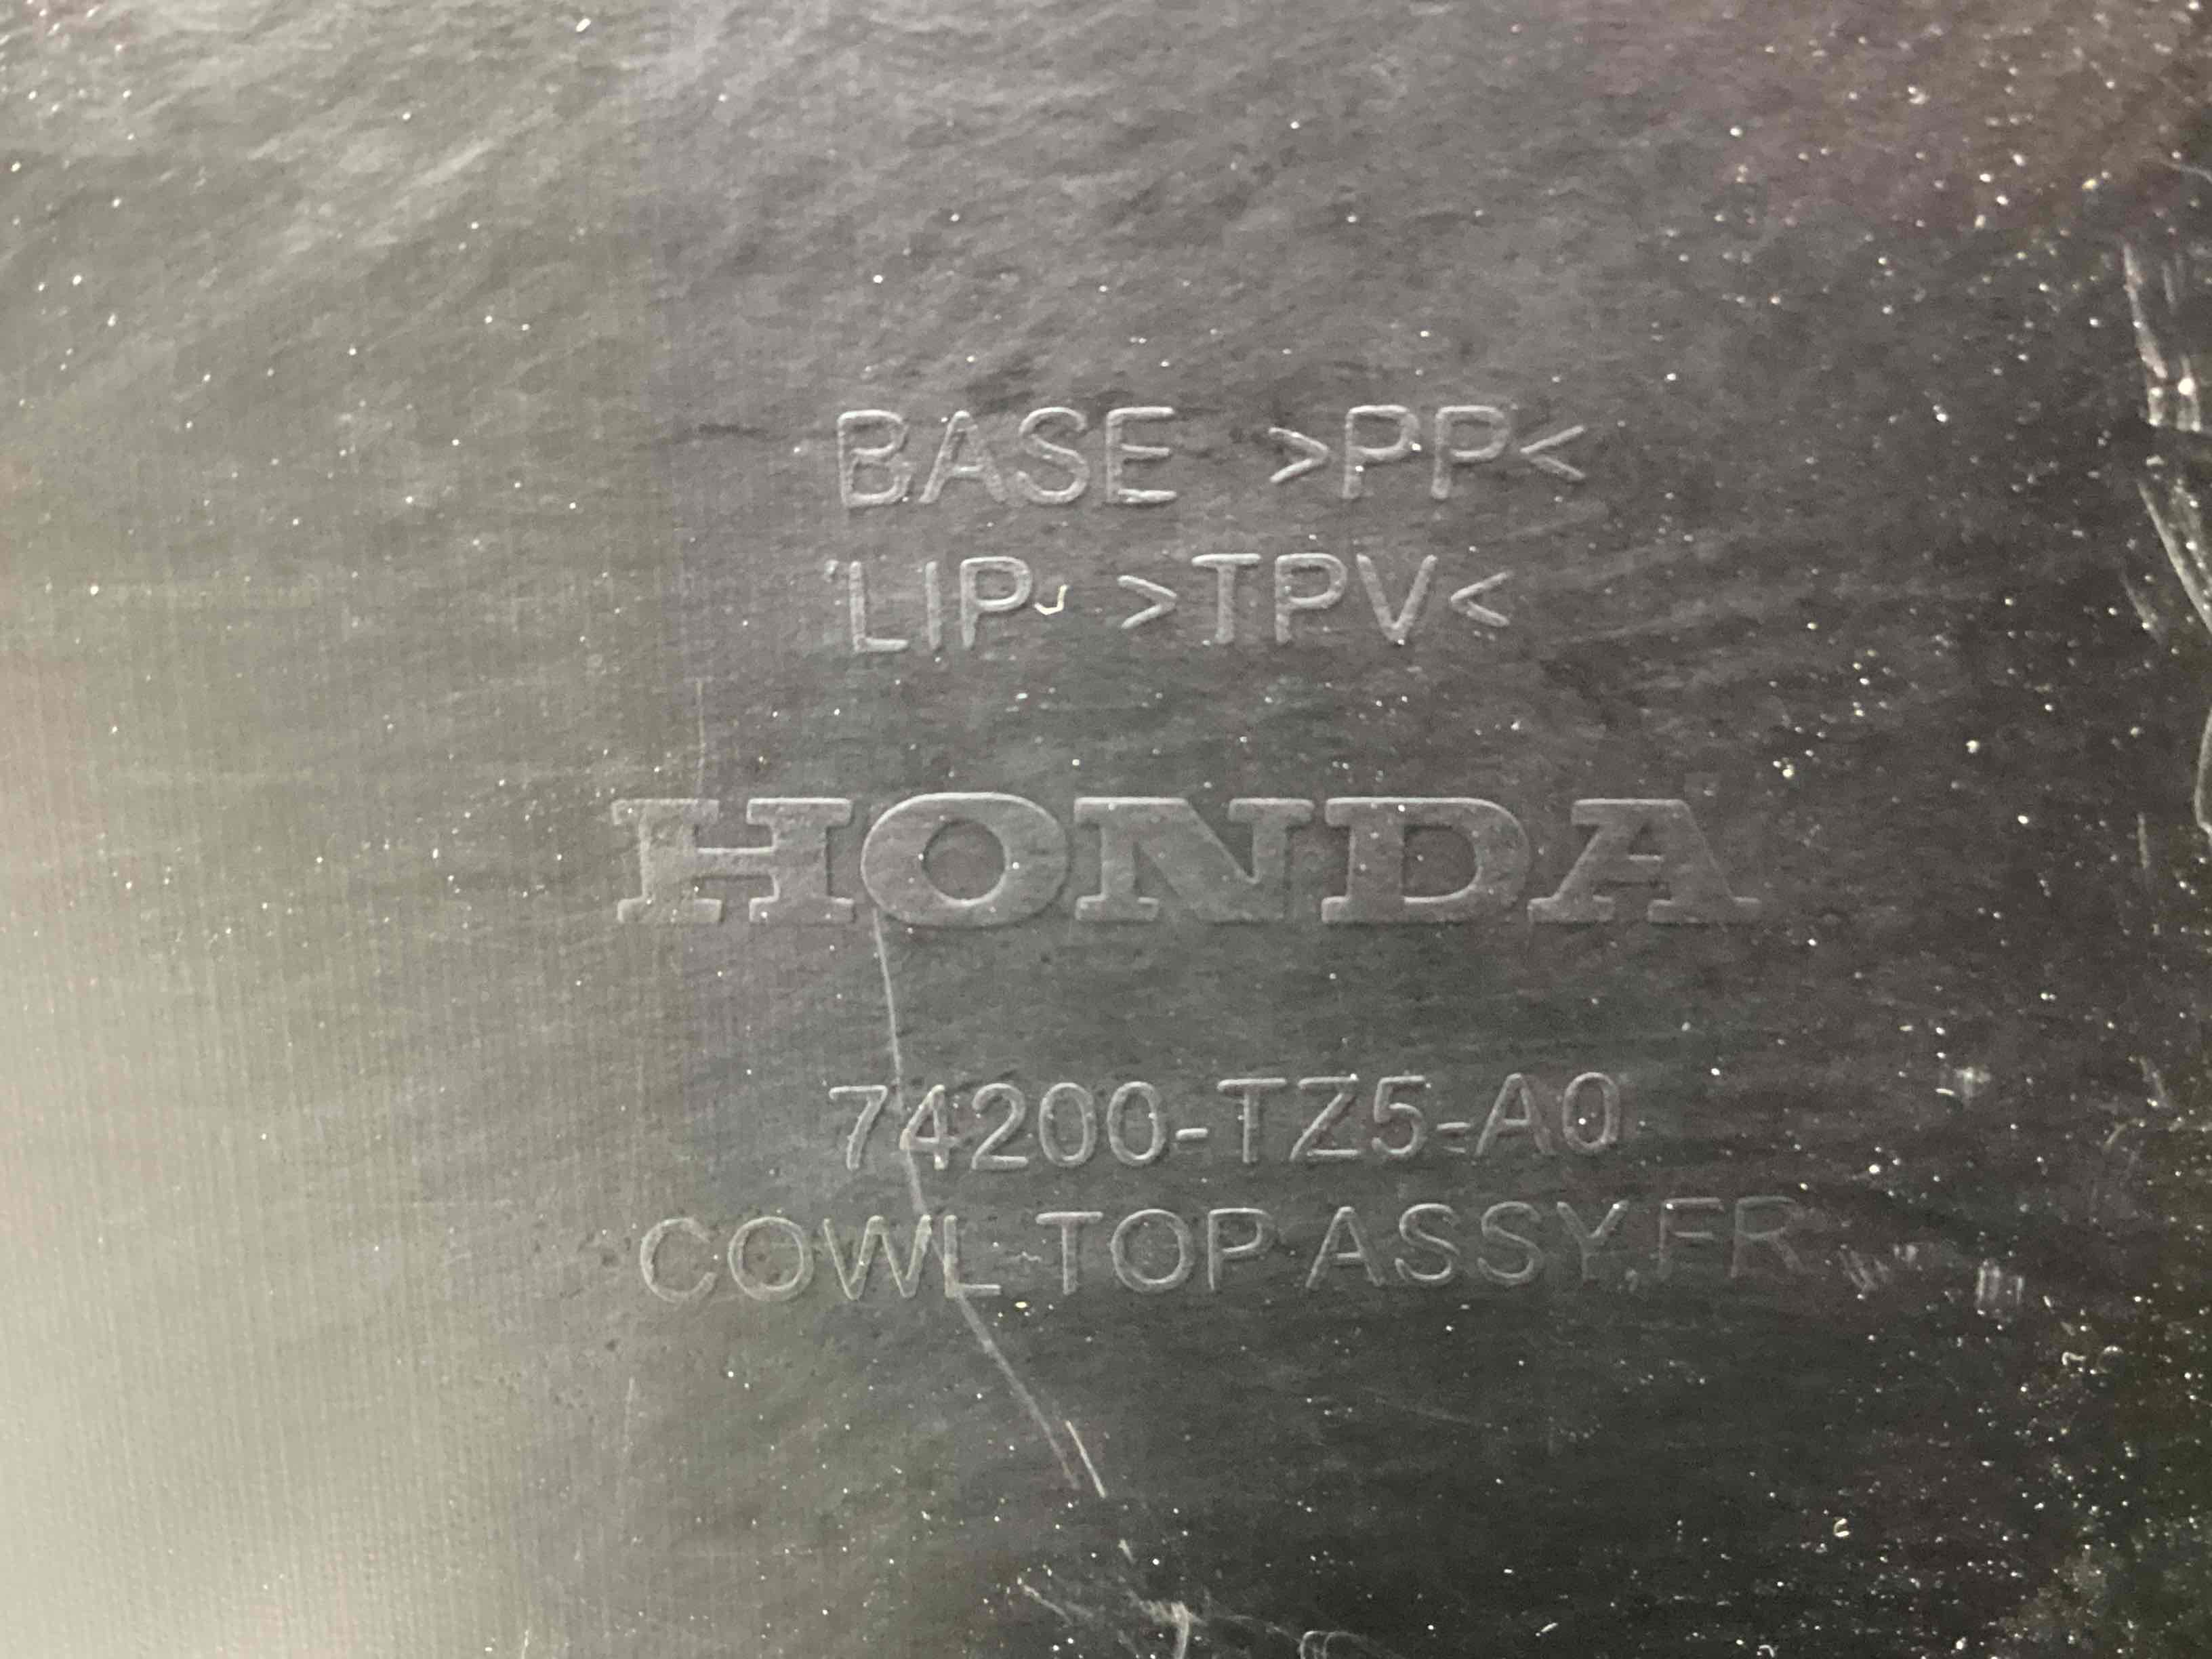 BASE >PP<
LIP >TPV<
HONDA
74200-TZ5-A0
COWL TOP ASSY,FR